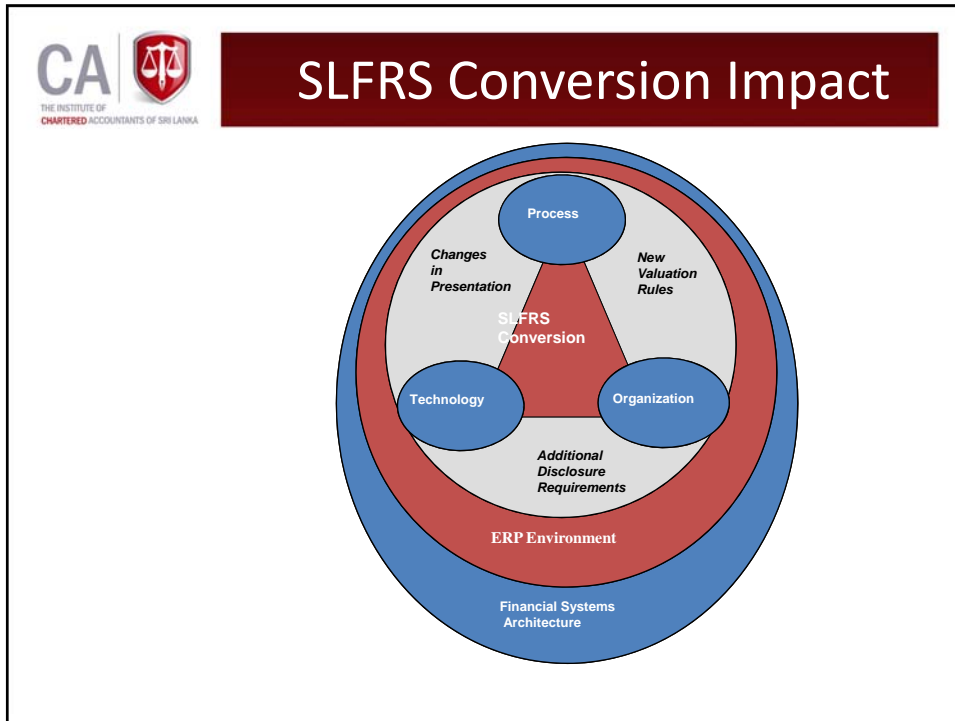 CA
THE INSTITUTE OF
CHARTERED ACCOUNTANTS OF SRI LANKA
SLFRS Conversion Impact
Process
Changes
in
Presentation
New
Valuation
Rules
SLFRS
Conversion
Technology
Organization
Additional
Disclosure
Requirements
ERP Environment
Financial Systems
Architecture